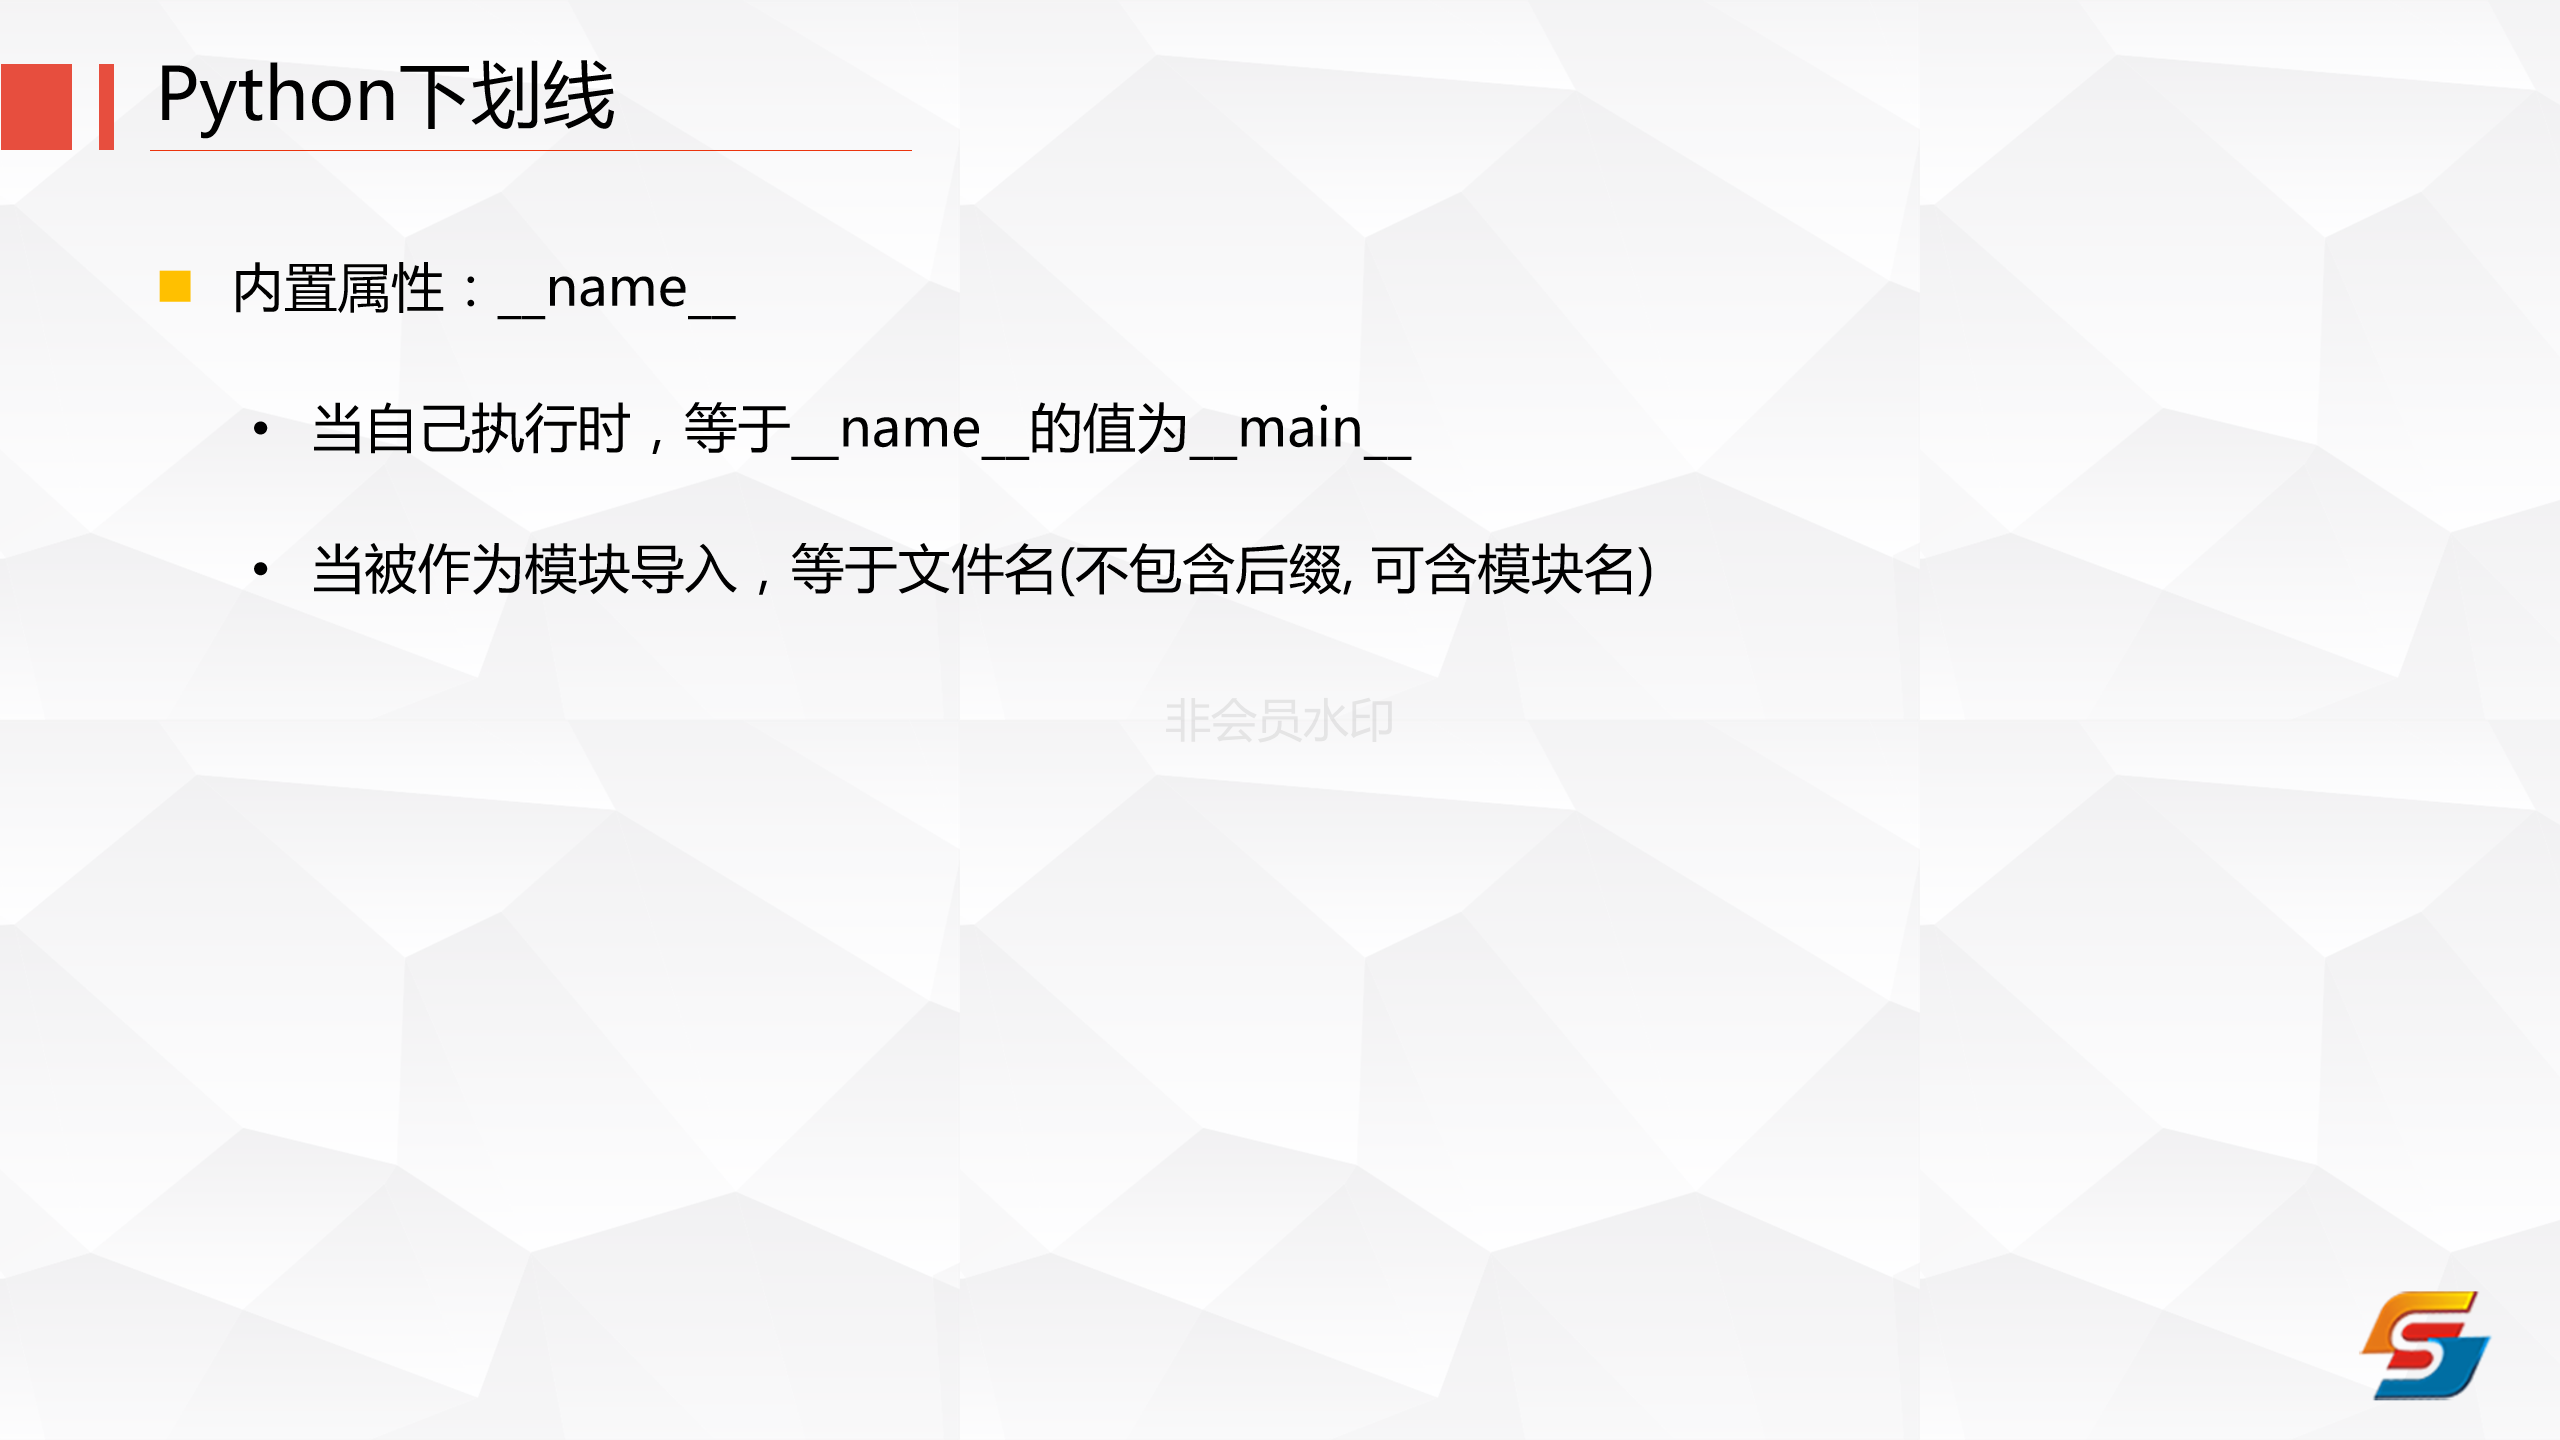 Python下划线
内置属性：__name__
当自己执行时，等于__name__的值为__main__
当被作为模块导入，等于文件名(不包含后缀, 可含模块名)
非会员水印